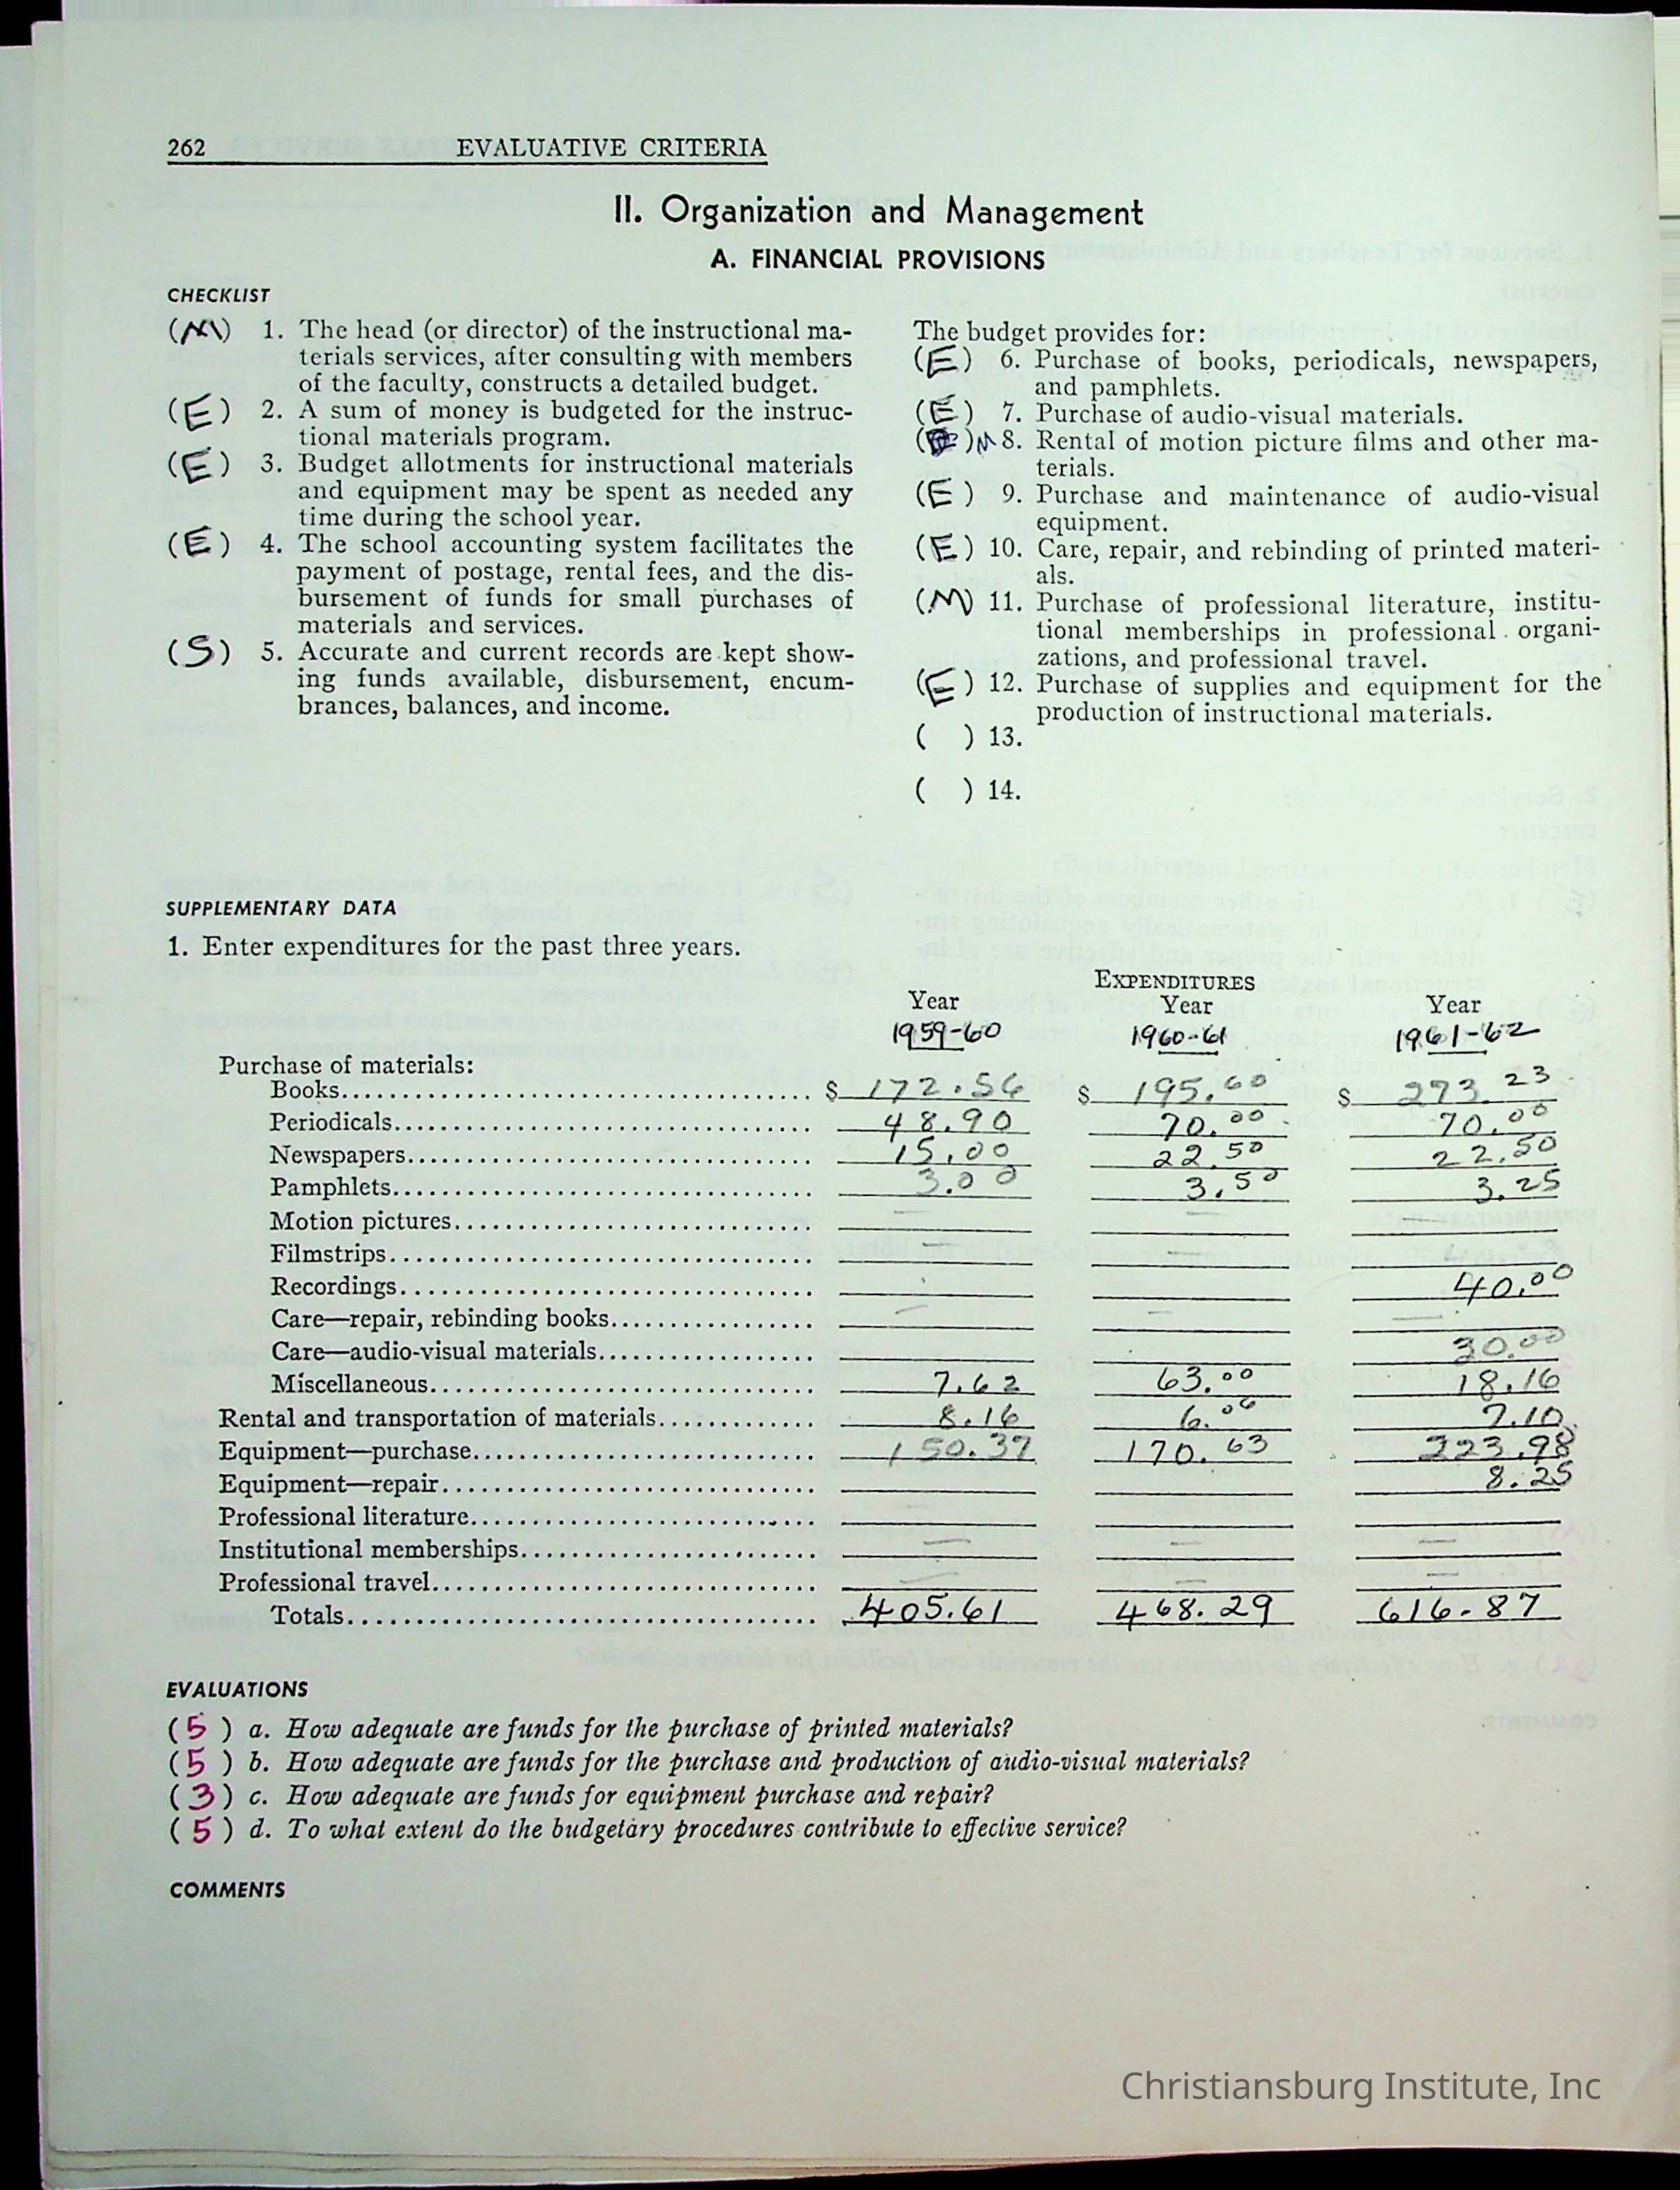 262 EVALUATIVE CRITERIA
II. Organization and Management
A. FINANCIAL PROVISIONS
CHECKLIST
(M) 1. The head (or director) of the instructional ma-
terials services, after consulting with members
of the faculty, constructs a detailed budget.
(E) 2. A sum of money is budgeted for the instruc-
tional materials program.
(E) 3. Budget allotments for instructional materials
and equipment may be spent as needed any
time during the school year.
(E) 4. The school accounting system facilitates the
payment of postage, rental fees, and the dis-
bursement of funds for small purchases of
materials and services.
(S) 5. Accurate and current records are kept show-
ing funds available, disbursement, encum-
brances, balances, and income.
The budget provides for:
(E) 6. Purchase of books, periodicals, newspapers,
and pamphlets.
(E) 7. Purchase of audio-visual materials.
( ) M 8. Rental of motion picture films and other ma-
terials.
(E) 9. Purchase and maintenance of audio-visual
equipment.
(E) 10. Care, repair, and rebinding of printed materi-
als.
(M) 11. Purchase of professional literature, institu-
tional memberships in professional organi-
zations, and professional travel.
(E) 12. Purchase of supplies and equipment for the
production of instructional materials.
( ) 13.
( ) 14.
SUPPLEMENTARY DATA
1. Enter expenditures for the past three years.
EXPENDITURES
Year Year Year
1959-60 1960-61 1961-62
Purchase of materials:
Books $ 172.56 $ 195.60 $ 273.23
Periodicals 48.90 70.00 70.00
Newspapers 15.00 22.50 22.50
Pamphlets 3.00 3.50 3.25
Motion pictures — —
Filmstrips — -
Recordings 40.00
Care—repair, rebinding books — — —
Care—audio-visual materials 30.00
Miscellaneous 7.62 63.00 18.16
Rental and transportation of materials 8.16 6.06 7.10
Equipment—purchase 150.37 170.63 223.98
Equipment—repair 8.25
Professional literature
Institutional memberships — — —
Professional travel — — —
Totals 405.61 468.29 616.87
EVALUATIONS
(5) a. How adequate are funds for the purchase of printed materials?
(5) b. How adequate are funds for the purchase and production of audio-visual materials?
(3) c. How adequate are funds for equipment purchase and repair?
(5) d. To what extent do the budgetary procedures contribute to effective service?
COMMENTS
Christiansburg Institute, Inc